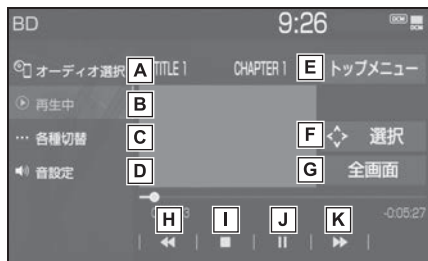 BD 9:26 DCM
オーディオ選択 A TITLE 1 CHAPTER 1 E トップメニュー
再生中 B
各種切替 C F 選択
音設定 D G 全画面
-0:05:27
H I J K